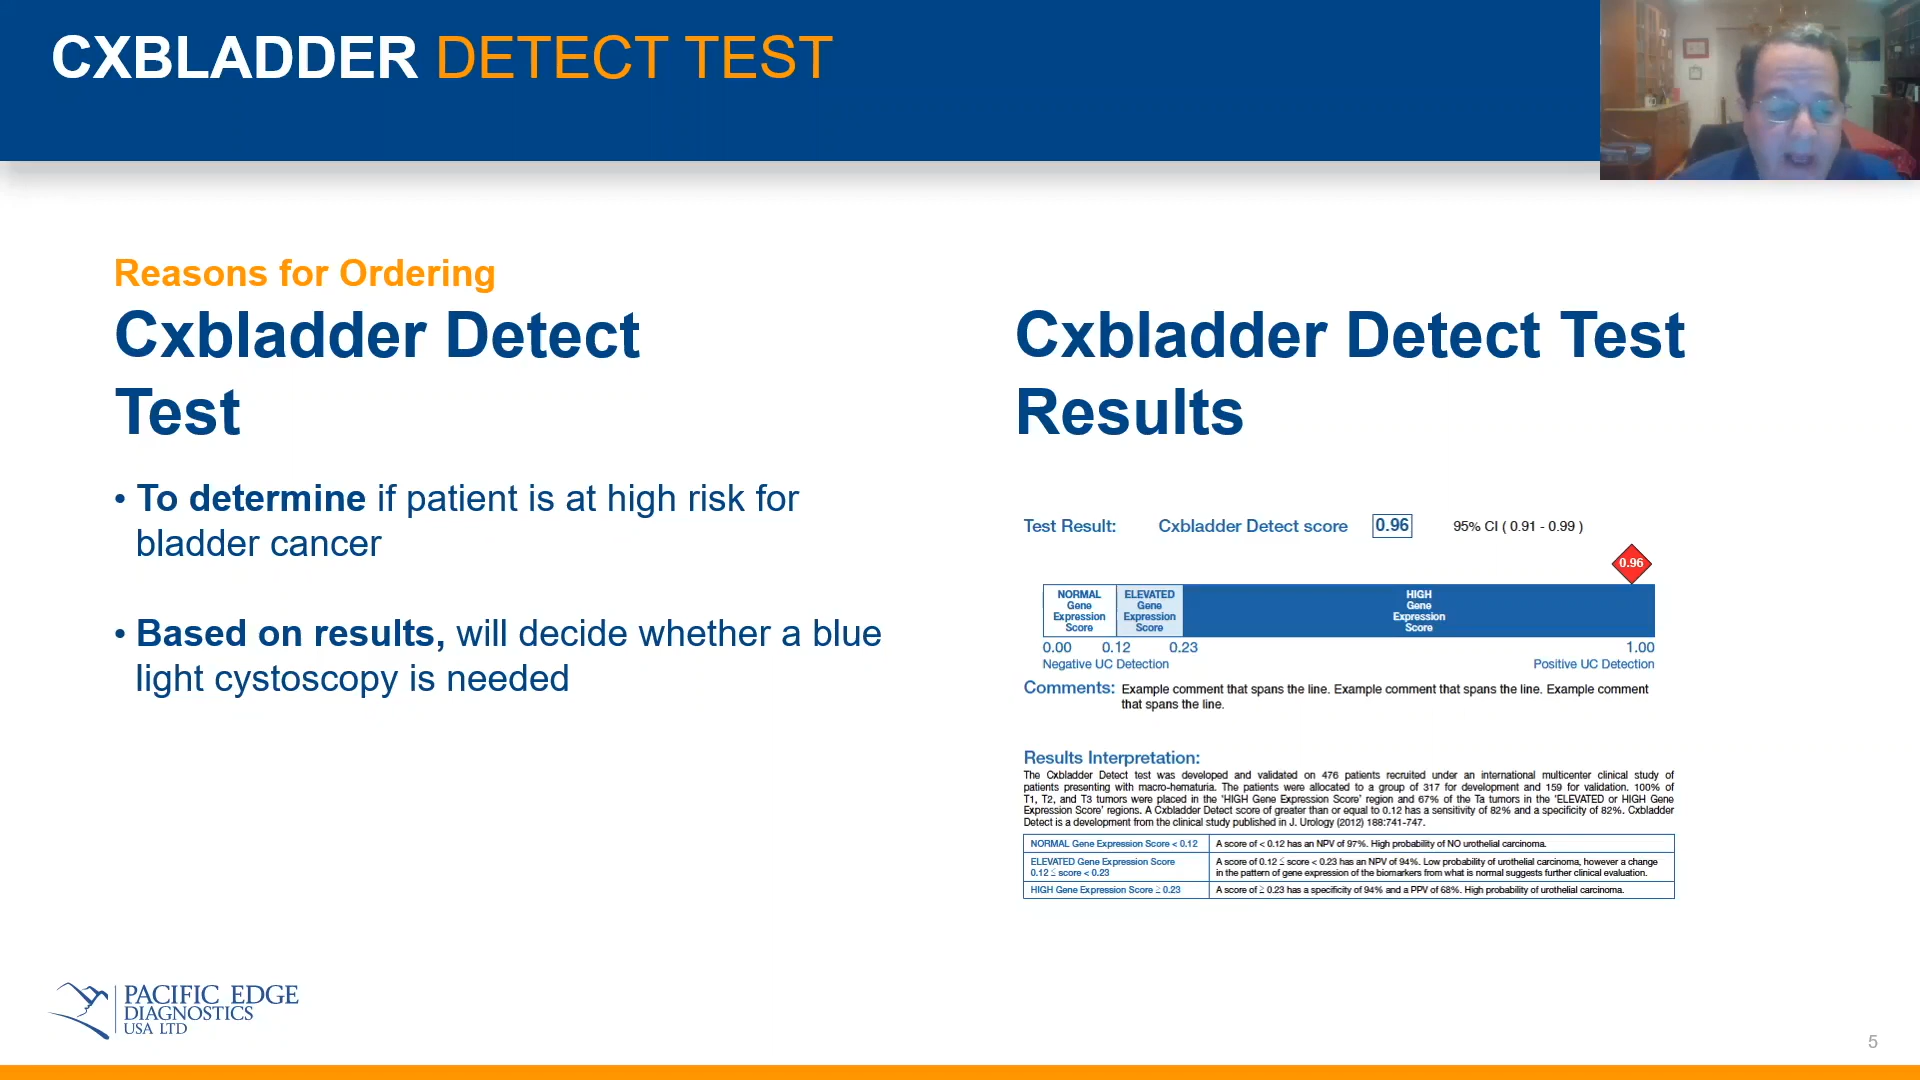 CXBLADDER DETECT TEST
Reasons for Ordering
Cxbladder Detect
Test
• To determine if patient is at high risk for
bladder cancer
• Based on results, will decide whether a blue
light cystoscopy is needed
Cxbladder Detect Test
Results
Test Result: Cxbladder Detect score 0.96 95% CI ( 0.91 - 0.99 )
0.96
NORMAL
Gene
Expression
Score
ELEVATED
Gene
Expression
Score
HIGH
Gene
Expression
Score
0.00 0.12 0.23 1.00
Negative UC Detection Positive UC Detection
Comments: Example comment that spans the line. Example comment that spans the line. Example comment
that spans the line.
Results Interpretation:
The Cxbladder Detect test was developed and validated on 476 patients recruited under an international multicenter clinical study of
patients presenting with macro-hematuria. The patients were allocated to a group of 317 for development and 159 for validation. 100% of
T1, T2, and T3 tumors were placed in the 'HIGH Gene Expression Score' region and 67% of the Ta tumors in the 'ELEVATED or HIGH Gene
Expression Score' regions. A Cxbladder Detect score of greater than or equal to 0.12 has a sensitivity of 82% and a specificity of 82%. Cxbladder
Detect is a development from the clinical study published in J. Urology (2012) 188:741-747.
NORMAL Gene Expression Score < 0.12
A score of < 0.12 has an NPV of 97%. High probability of NO urothelial carcinoma.
ELEVATED Gene Expression Score
0.12 ≤ score < 0.23
A score of 0.12 ≤ score < 0.23 has an NPV of 94%. Low probability of urothelial carcinoma, however a change
in the pattern of gene expression of the biomarkers from what is normal suggests further clinical evaluation.
HIGH Gene Expression Score ≥ 0.23
A score of ≥ 0.23 has a specificity of 94% and a PPV of 68%. High probability of urothelial carcinoma.
PACIFIC EDGE
DIAGNOSTICS
USA LTD
5